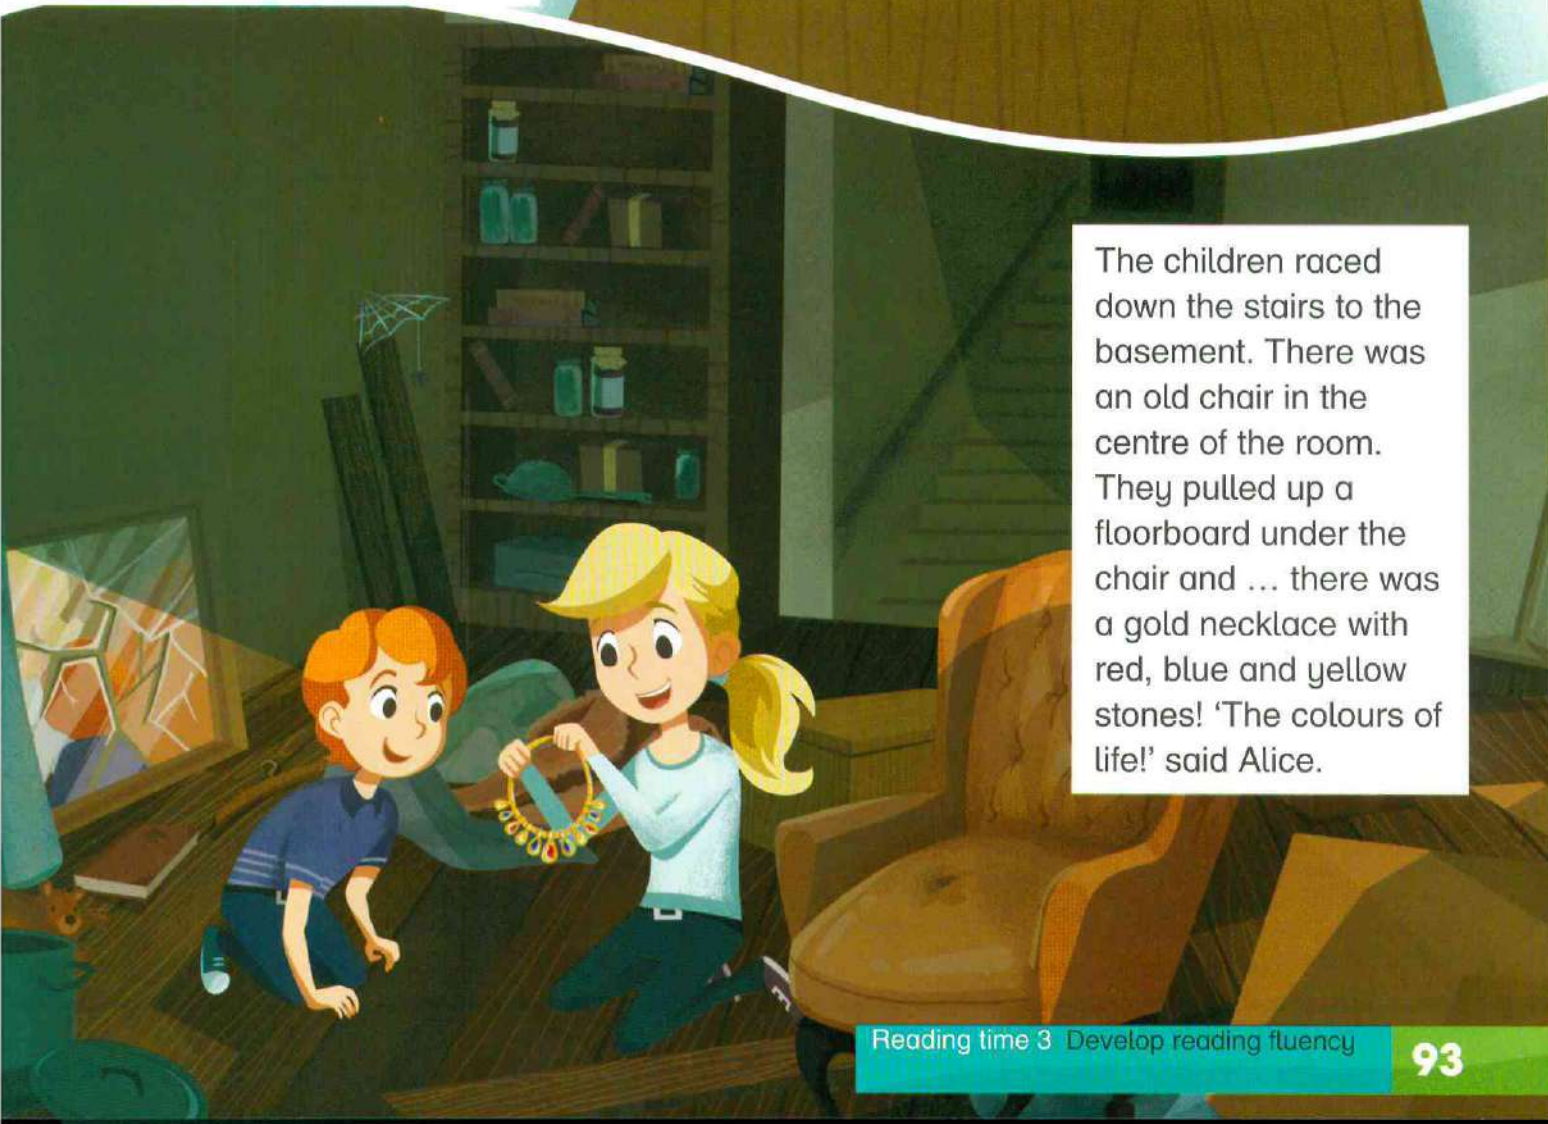 The children raced
down the stairs to the
basement. There was
an old chair in the
centre of the room.
They pulled up a
floorboard under the
chair and ... there was
a gold necklace with
red, blue and yellow
stones! ‘The colours of
life!’ said Alice.
Reading time 3 Develop reading fluency
93